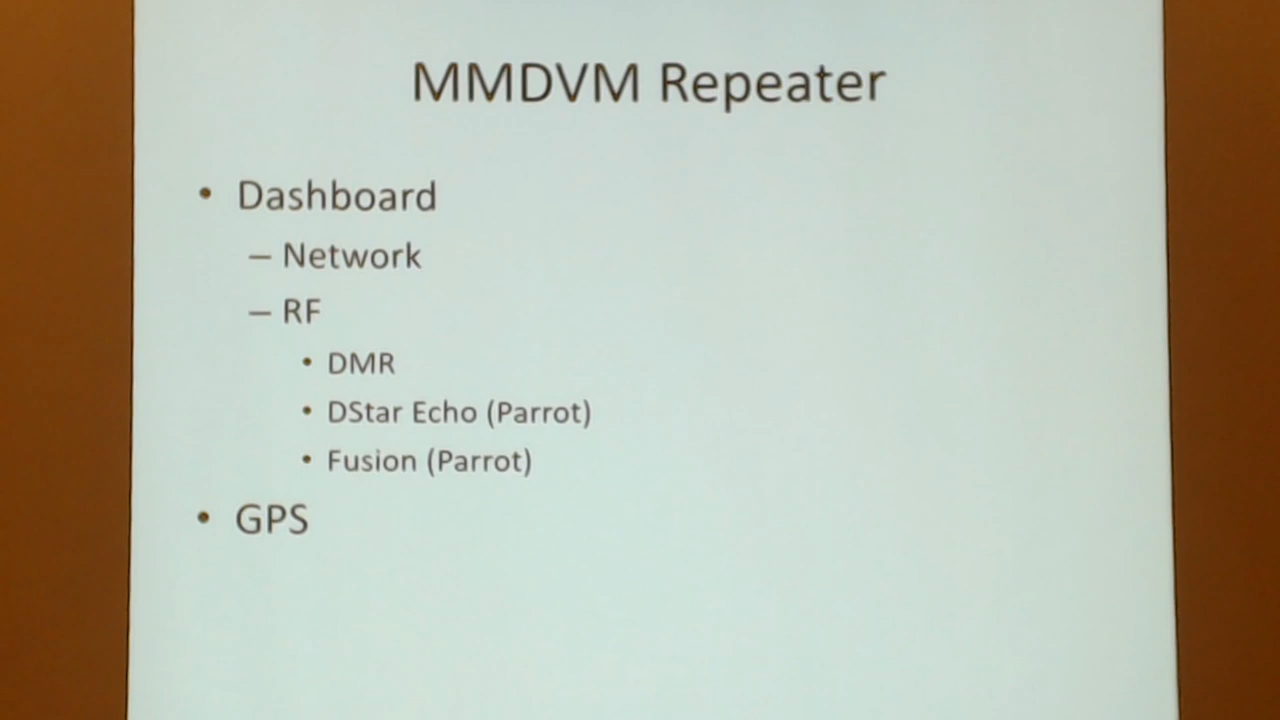 MMDVM Repeater
• Dashboard
– Network
– RF
• DMR
• DStar Echo (Parrot)
• Fusion (Parrot)
• GPS